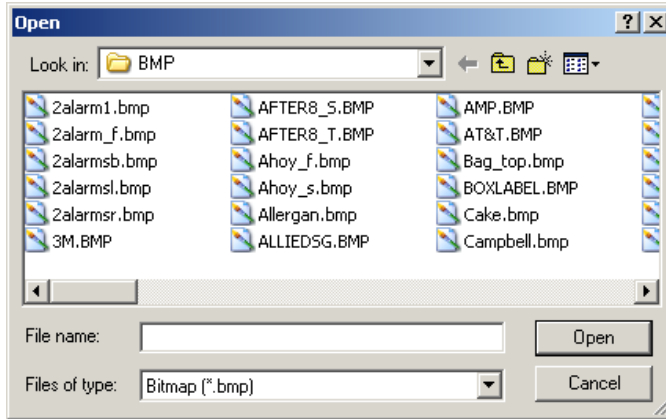 Open
Look in: BMP
2alarm1.bmp
2alarm_f.bmp
2alarmsb.bmp
2alarmsl.bmp
2alarmsr.bmp
3M.BMP
AFTER8_S.BMP
AFTER8_T.BMP
Ahoy_f.bmp
Ahoy_s.bmp
Allergan.bmp
ALLIEDSG.BMP
AMP.BMP
AT&T.BMP
Bag_top.bmp
BOXLABEL.BMP
Cake.bmp
Campbell.bmp
File name:
Open
Files of type: Bitmap (*.bmp)
Cancel